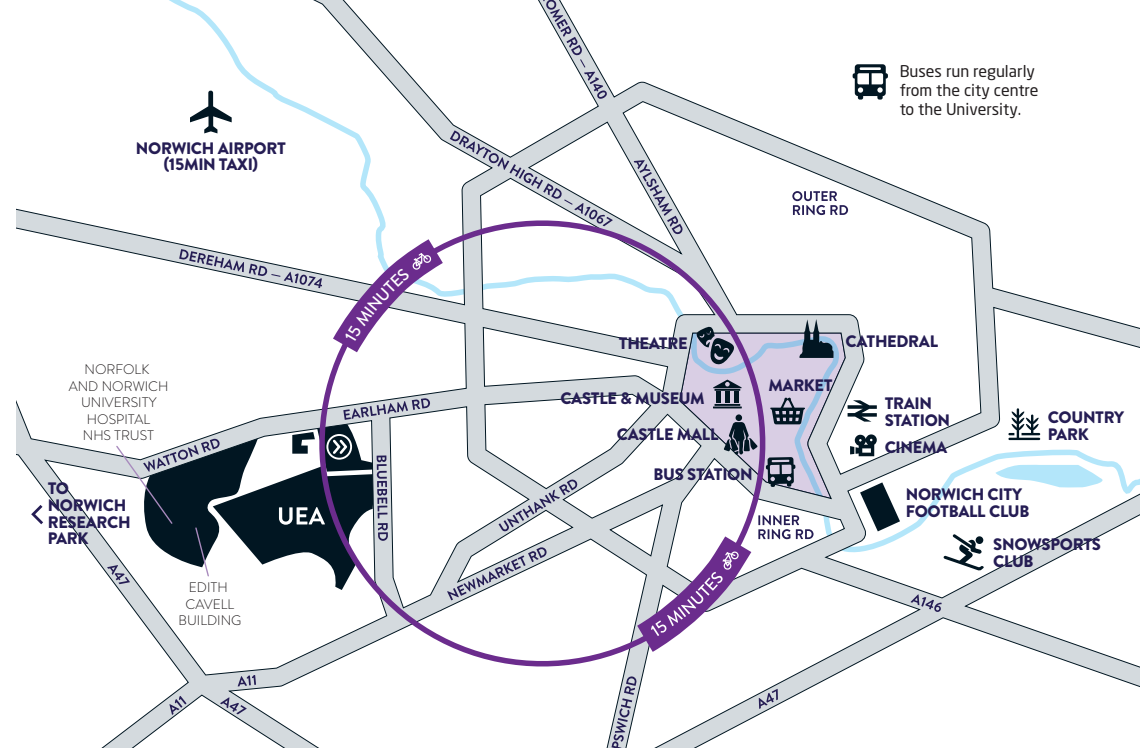 OMER RD – A140
Buses run regularly
from the city centre
to the University.
NORWICH AIRPORT
(15MIN TAXI)
DRAYTON HIGH RD – A1067
AYLSHAM RD
OUTER
RING RD
DEREHAM RD – A1074
15 MINUTES
THEATRE
CATHEDRAL
NORFOLK
AND NORWICH
UNIVERSITY
HOSPITAL
NHS TRUST
MARKET
CASTLE & MUSEUM
EARLHAM RD
TRAIN
STATION
COUNTRY
PARK
CASTLE MALL
CINEMA
WATTON RD
BUS STATION
BLUEBELL RD
TO
NORWICH
RESEARCH
PARK
UNTHANK RD
NORWICH CITY
FOOTBALL CLUB
UEA
INNER
RING RD
SNOWSPORTS
CLUB
A47
NEWMARKET RD
EDITH
CAVELL
BUILDING
15 MINUTES
A146
A11
A11
A47
PSWICH RD
A47